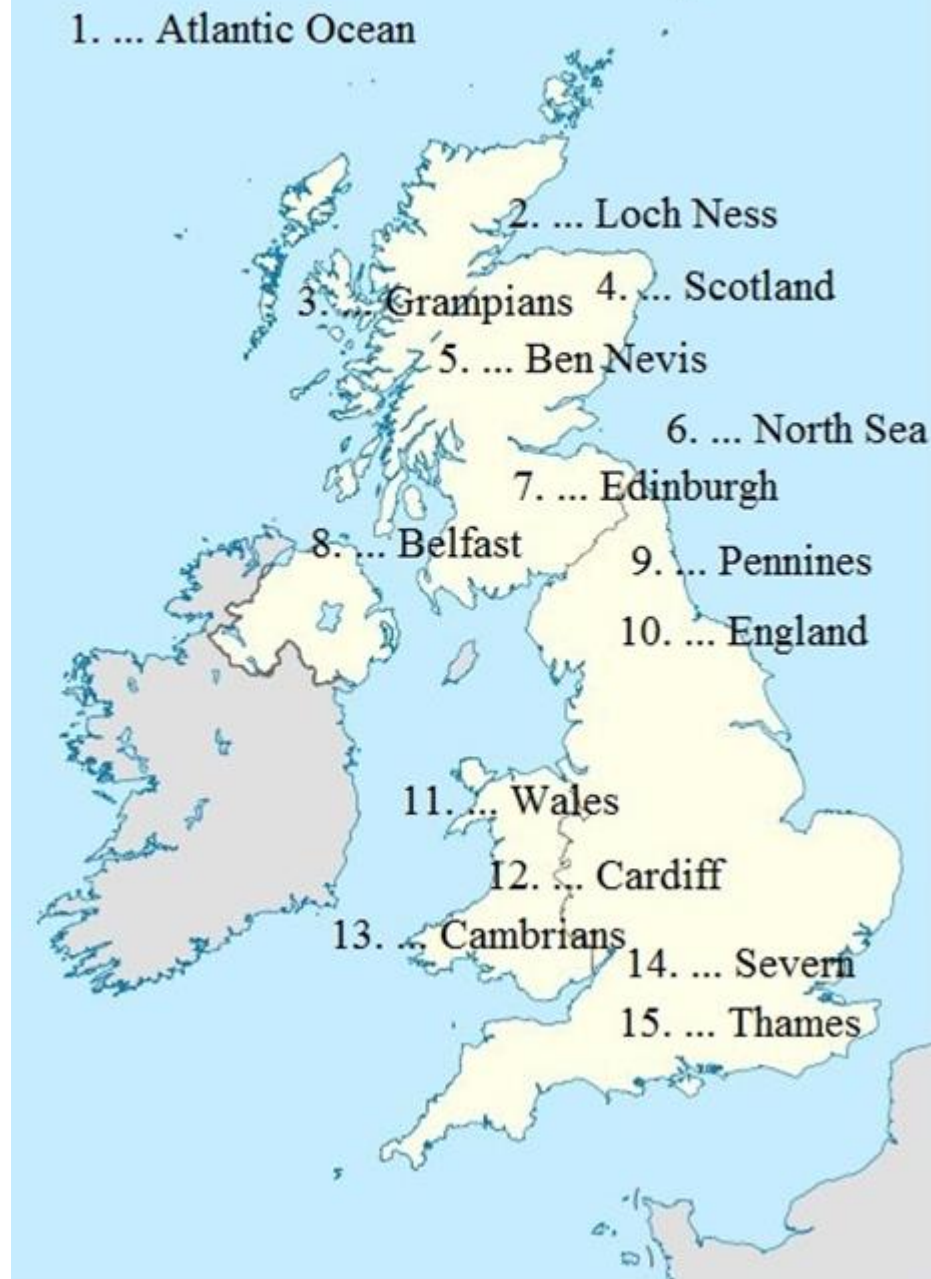 1. ... Atlantic Ocean
2. ... Loch Ness
3. ... Grampians
4. ... Scotland
5. ... Ben Nevis
6. ... North Sea
7. ... Edinburgh
8. ... Belfast
9. ... Pennines
10. ... England
11. ... Wales
12. ... Cardiff
13. ... Cambrians
14. ... Severn
15. ... Thames